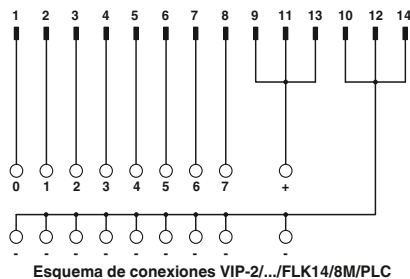 1 2 3 4 5 6 7 8 9 11 13 10 12 14
0 1 2 3 4 5 6 7 +
- - - - - - - - -
Esquema de conexiones VIP-2/.../FLK14/8M/PLC